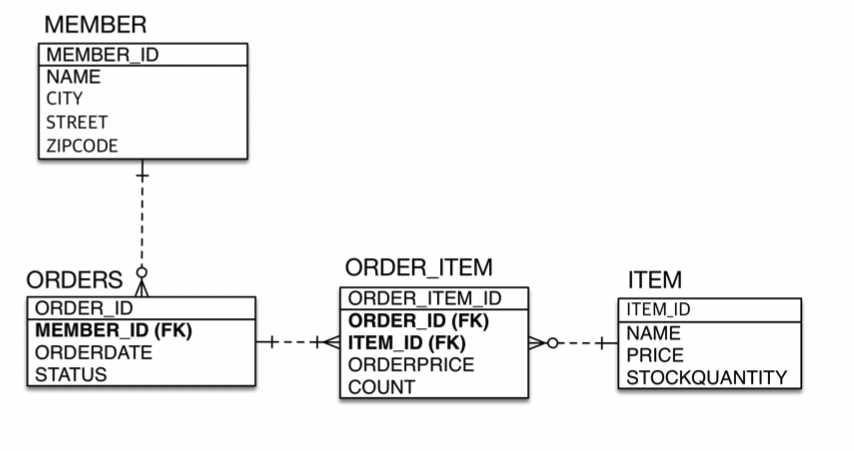 MEMBER
MEMBER_ID
NAME
CITY
STREET
ZIPCODE
ORDERS
ORDER_ID
MEMBER_ID (FK)
ORDERDATE
STATUS
ORDER_ITEM
ORDER_ITEM_ID
ORDER_ID (FK)
ITEM_ID (FK)
ORDERPRICE
COUNT
ITEM
ITEM_ID
NAME
PRICE
STOCKQUANTITY